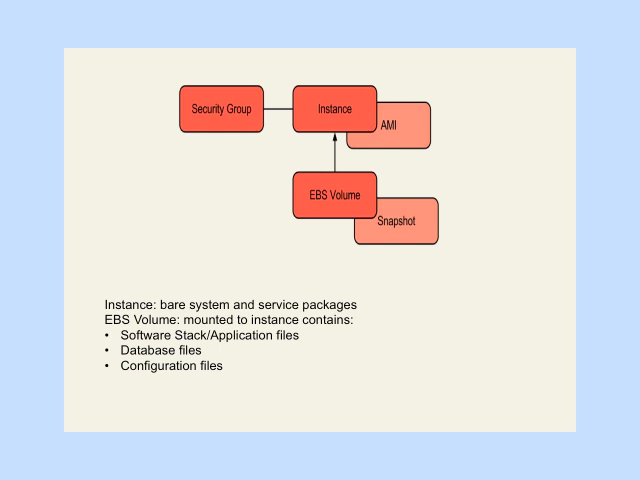 Security Group
Instance
AMI
EBS Volume
Snapshot
Instance: bare system and service packages
EBS Volume: mounted to instance contains:
• Software Stack/Application files
• Database files
• Configuration files